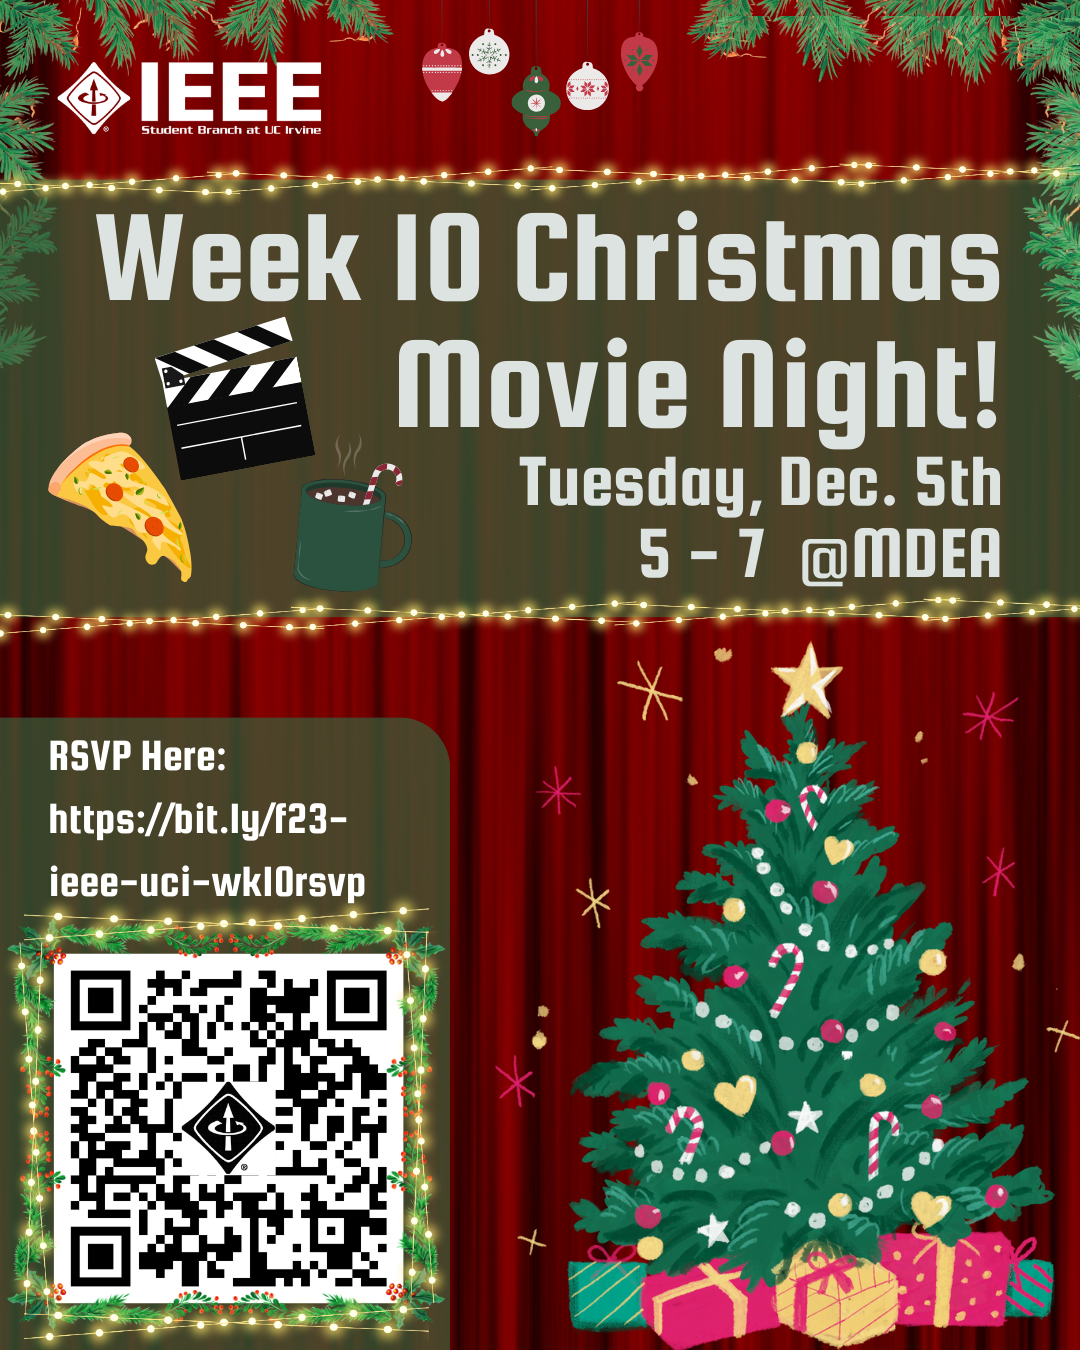 IEEE
Student Branch at UC Irvine
Week 10 Christmas
Movie Night!
Tuesday, Dec. 5th
5 - 7 @MDEA
RSVP Here:
https://bit.ly/f23-
ieee-uci-wk10rsvp